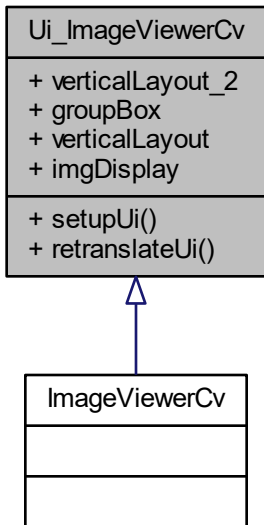 Ui_ImageViewerCv
+ verticalLayout_2
+ groupBox
+ verticalLayout
+ imgDisplay
+ setupUi()
+ retranslateUi()
ImageViewerCv